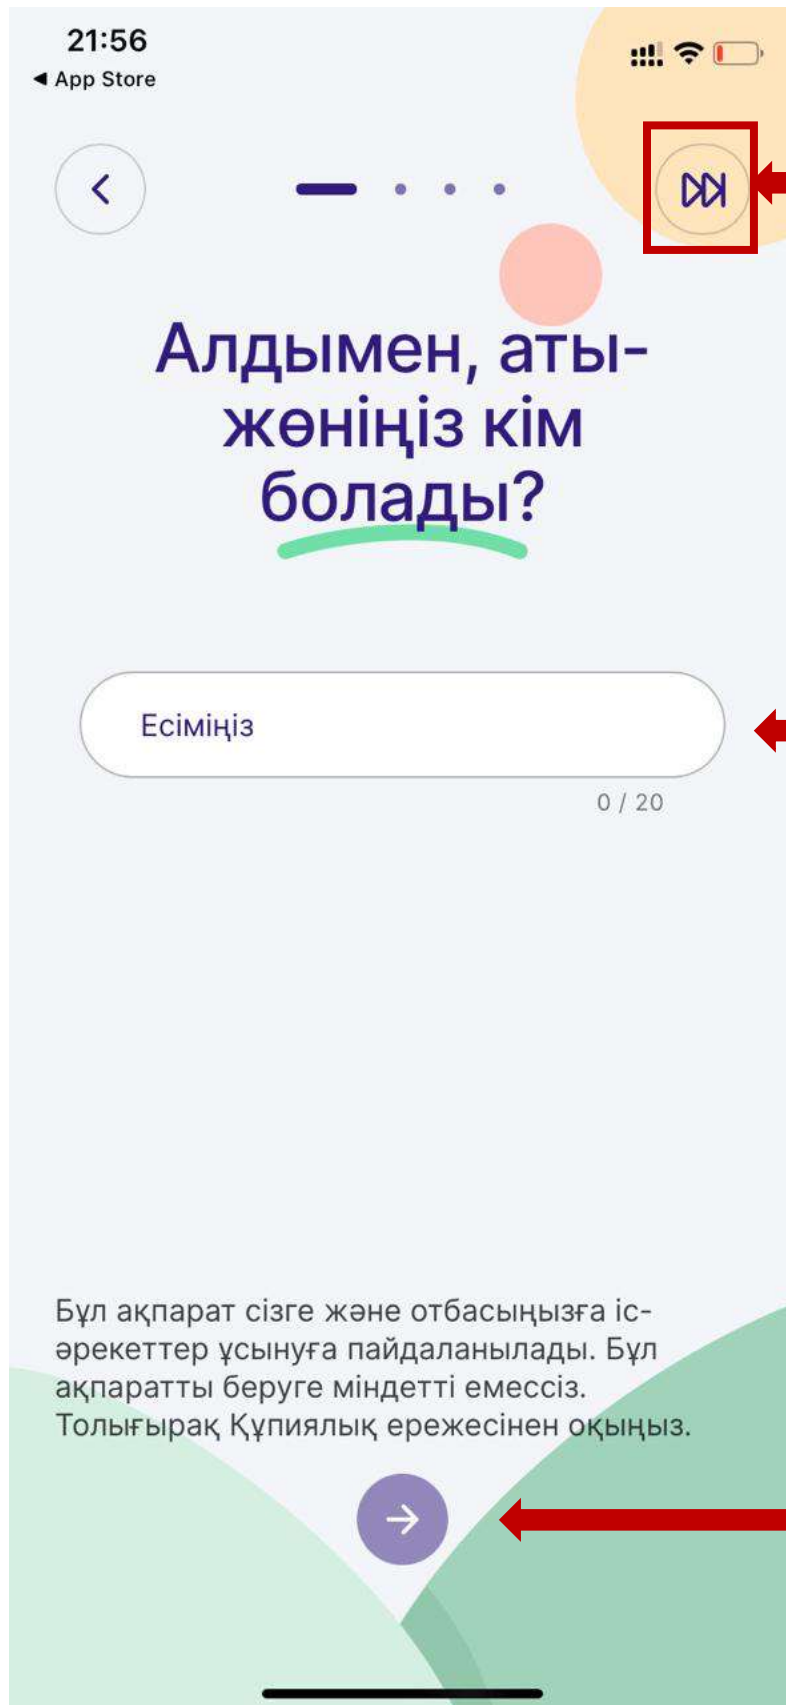 21:56
◀ App Store
Алдымен, аты-
жөніңіз кім
болады?
Есіміңіз
0 / 20
Бұл ақпарат сізге және отбасыңызға іс-
әрекеттер ұсынуға пайдаланылады. Бұл
ақпаратты беруге міндетті емессіз.
Толығырақ Құпиялық ережесінен оқыңыз.